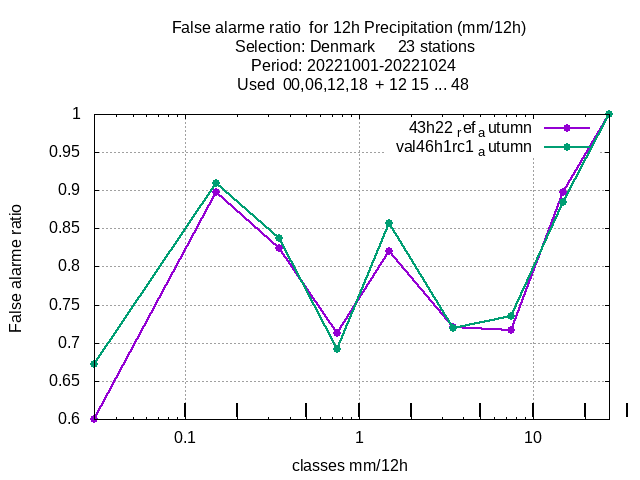 False alarme ratio  for 12h Precipitation (mm/12h)
Selection: Denmark     23 stations
Period: 20221001-20221024
Used  00,06,12,18  + 12 15 ... 48
43h22 ref autumn
val46h1rc1 autumn
1
0.95
0.9
0.85
0.8
0.75
0.7
0.65
0.6
False alarme ratio
0.1
1
10
classes mm/12h